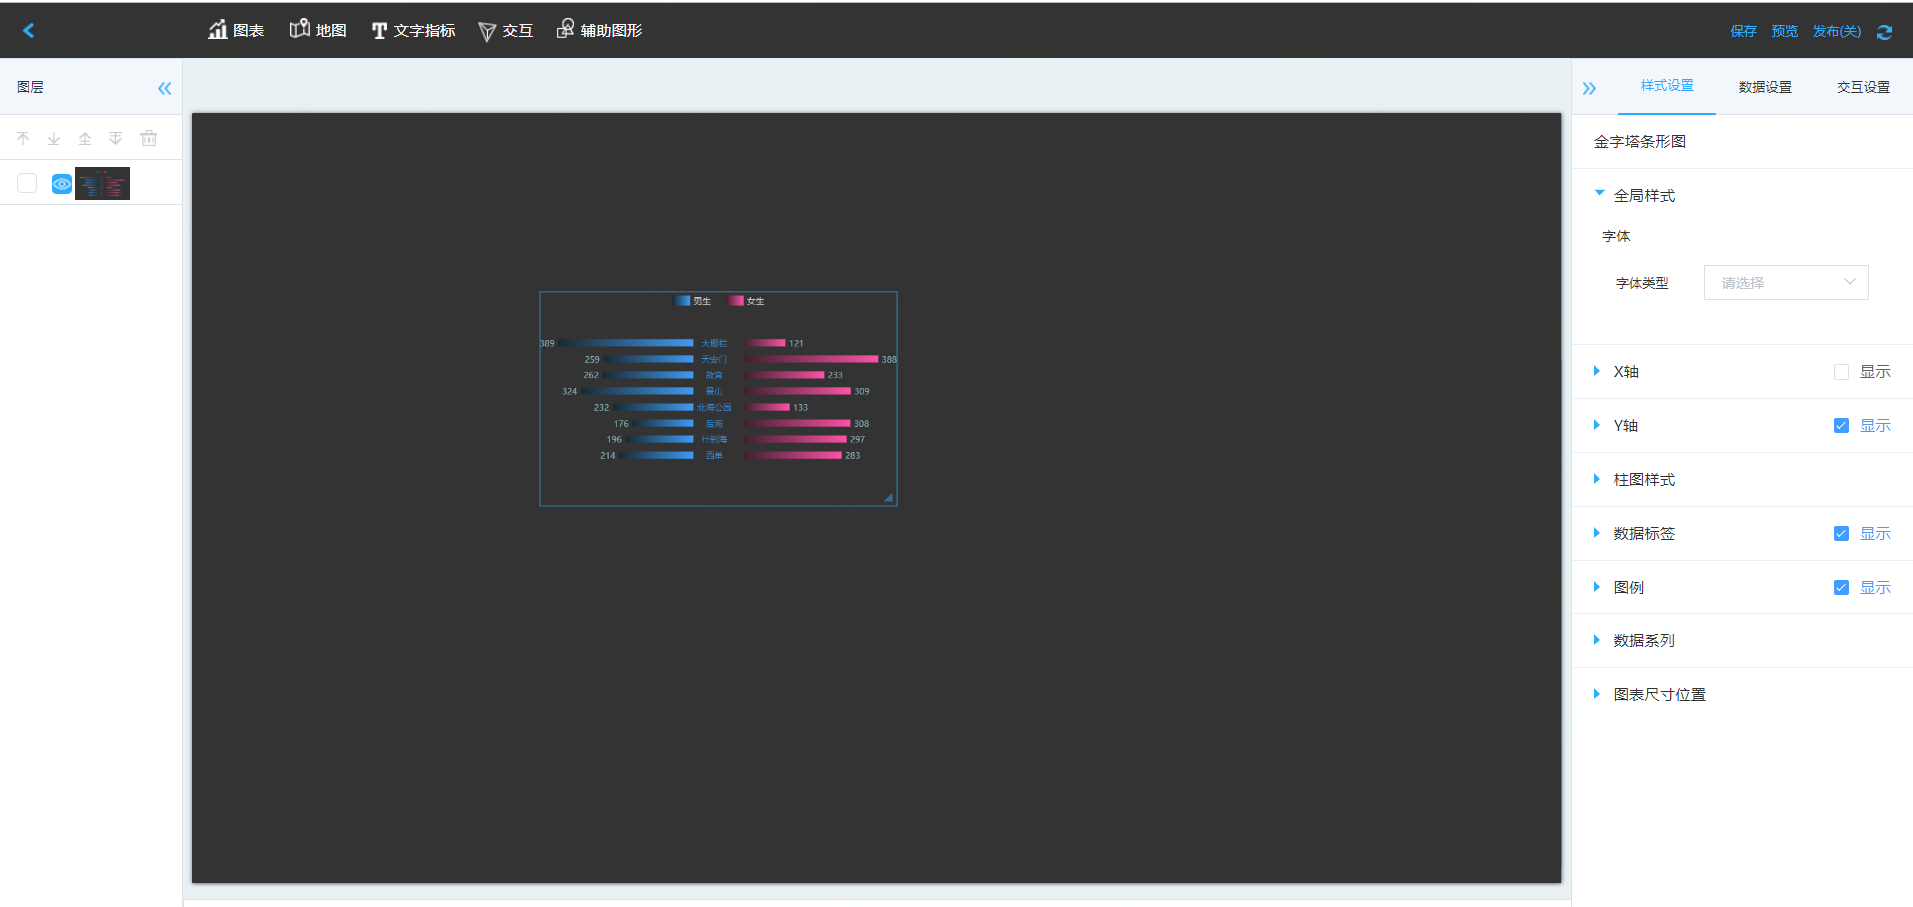 图表
地图
文字指标
交互
辅助图形
保存
预览
发布(关)
图层
样式设置
数据设置
交互设置
金字塔条形图
全局样式
字体
字体类型
请选择
X轴
显示
Y轴
显示
柱图样式
数据标签
显示
图例
显示
数据系列
图表尺寸位置
男生
女生
389 大栅栏 121
259 天安门 388
262 故宫 233
324 景山 309
232 北海公园 133
176 后海 308
196 什刹海 297
214 西单 283